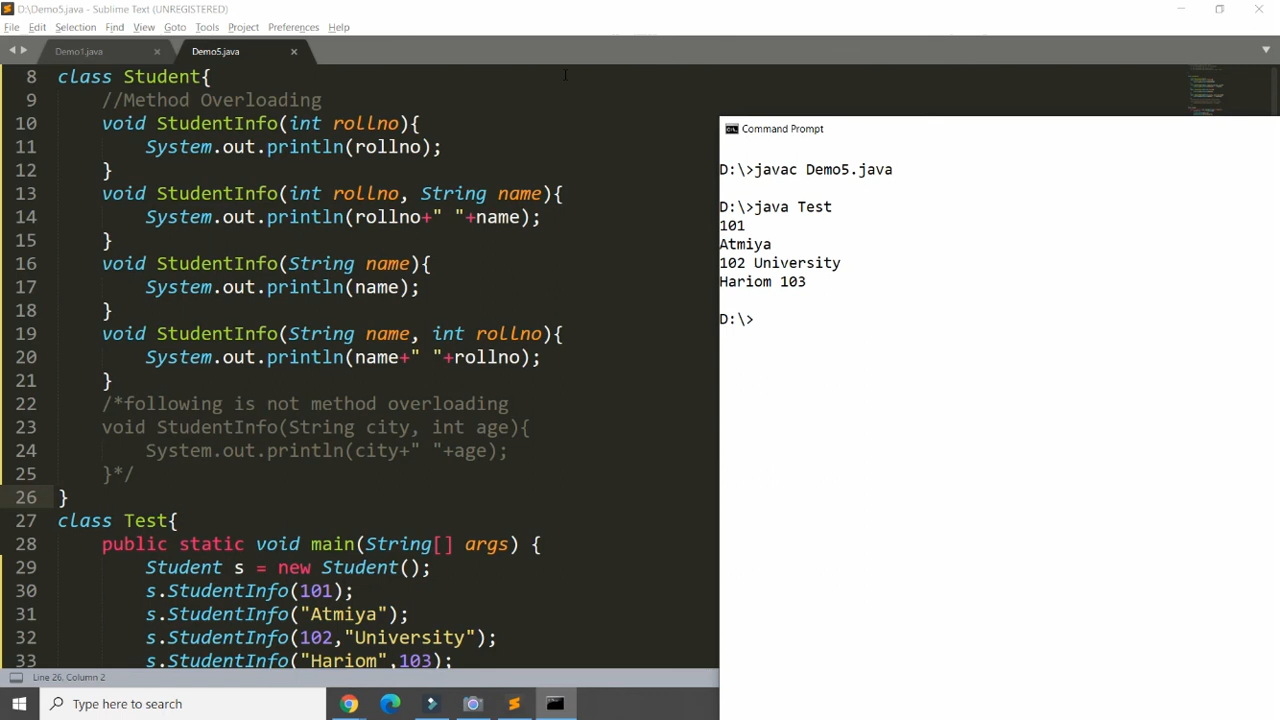 D:\Demo5.java - Sublime Text (UNREGISTERED)
File Edit Selection Find View Goto Tools Project Preferences Help
Demo1.java × Demo5.java ×
8 class Student{
9 //Method Overloading
10 void StudentInfo(int rollno){
11 System.out.println(rollno);
12 }
13 void StudentInfo(int rollno, String name){
14 System.out.println(rollno+" "+name);
15 }
16 void StudentInfo(String name){
17 System.out.println(name);
18 }
19 void StudentInfo(String name, int rollno){
20 System.out.println(name+" "+rollno);
21 }
22 /*following is not method overloading
23 void StudentInfo(String city, int age){
24 System.out.println(city+" "+age);
25 }*/
26 }
27 class Test{
28 public static void main(String[] args) {
29 Student s = new Student();
30 s.StudentInfo(101);
31 s.StudentInfo("Atmiya");
32 s.StudentInfo(102,"University");
33 s.StudentInfo("Hariom",103);
Line 26, Column 2
Command Prompt
D:\>javac Demo5.java
D:\>java Test
101
Atmiya
102 University
Hariom 103
D:\>
Type here to search